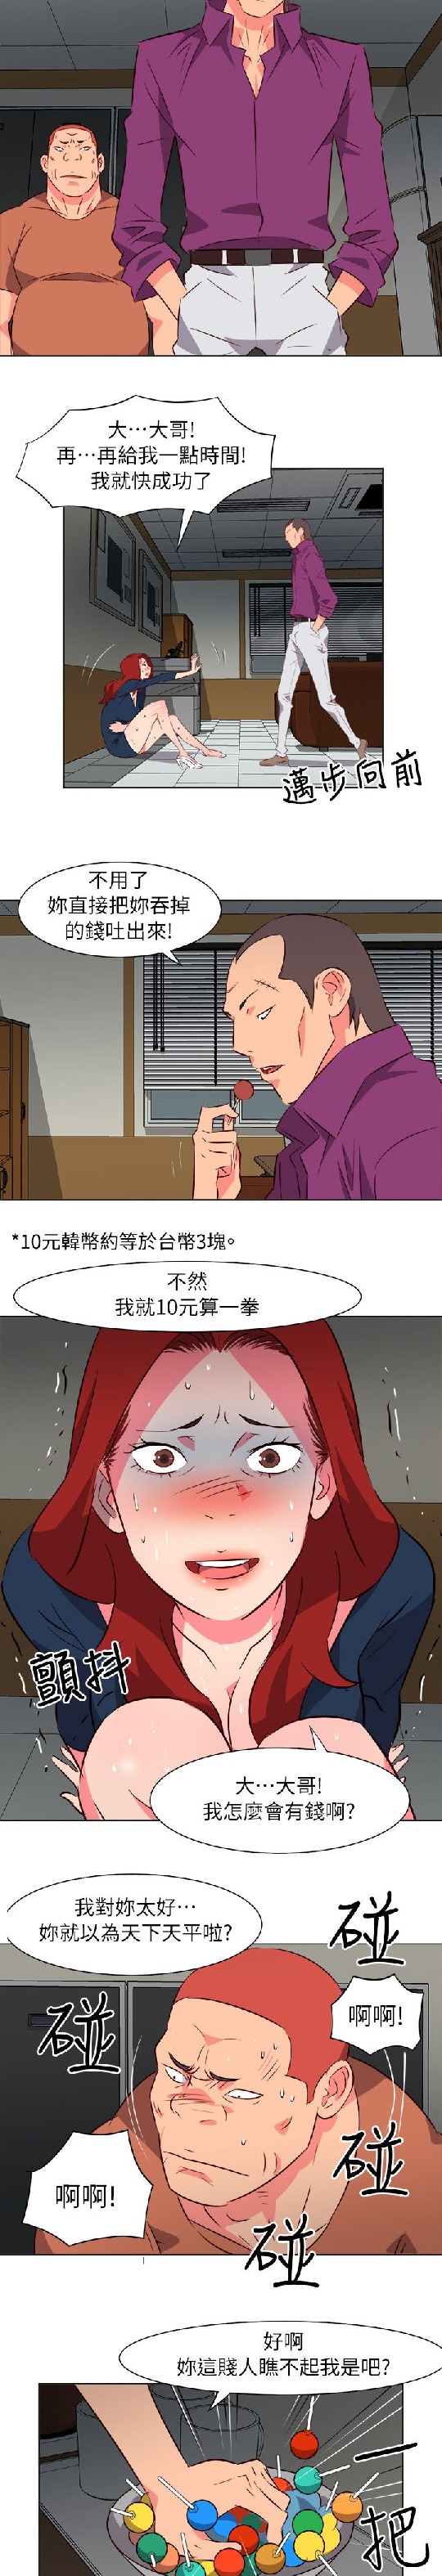 大…大哥!
再…再給我一點時間!
我就快成功了
邁步向前
不用了
妳直接把妳吞掉
的錢吐出來!
*10元韓幣約等於台幣3塊。
不然
我就10元算一拳
顫抖
大…大哥!
我怎麼會有錢啊?
我對妳太好…
妳就以為天下天平啦?
碰
啊啊!
碰
碰
啊啊!
碰
好啊
妳這賤人瞧不起我是吧?
一把